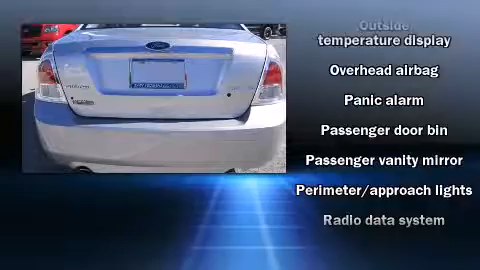 Outside
temperature display
Overhead airbag
Panic alarm
Passenger door bin
Passenger vanity mirror
Perimeter/approach lights
Radio data system
Ford